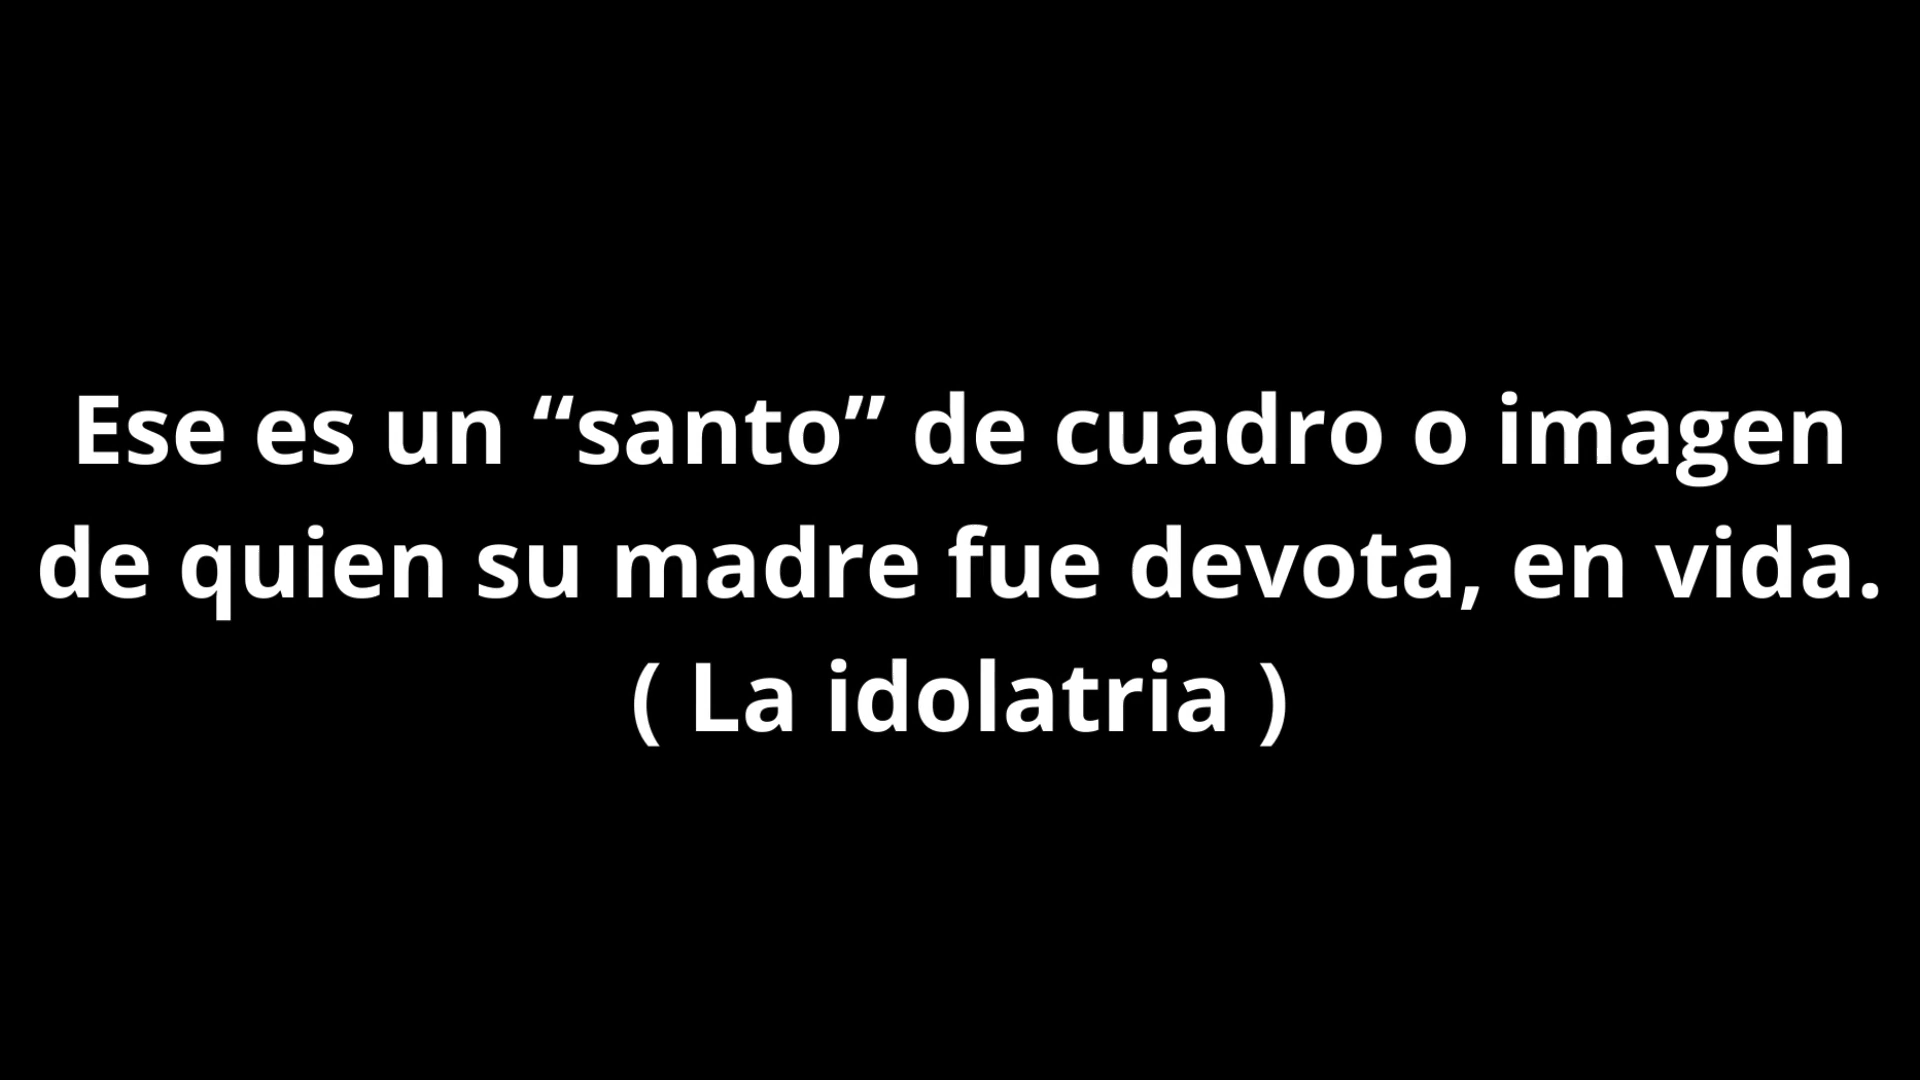 Ese es un “santo” de cuadro o imagen
de quien su madre fue devota, en vida.
( La idolatria )